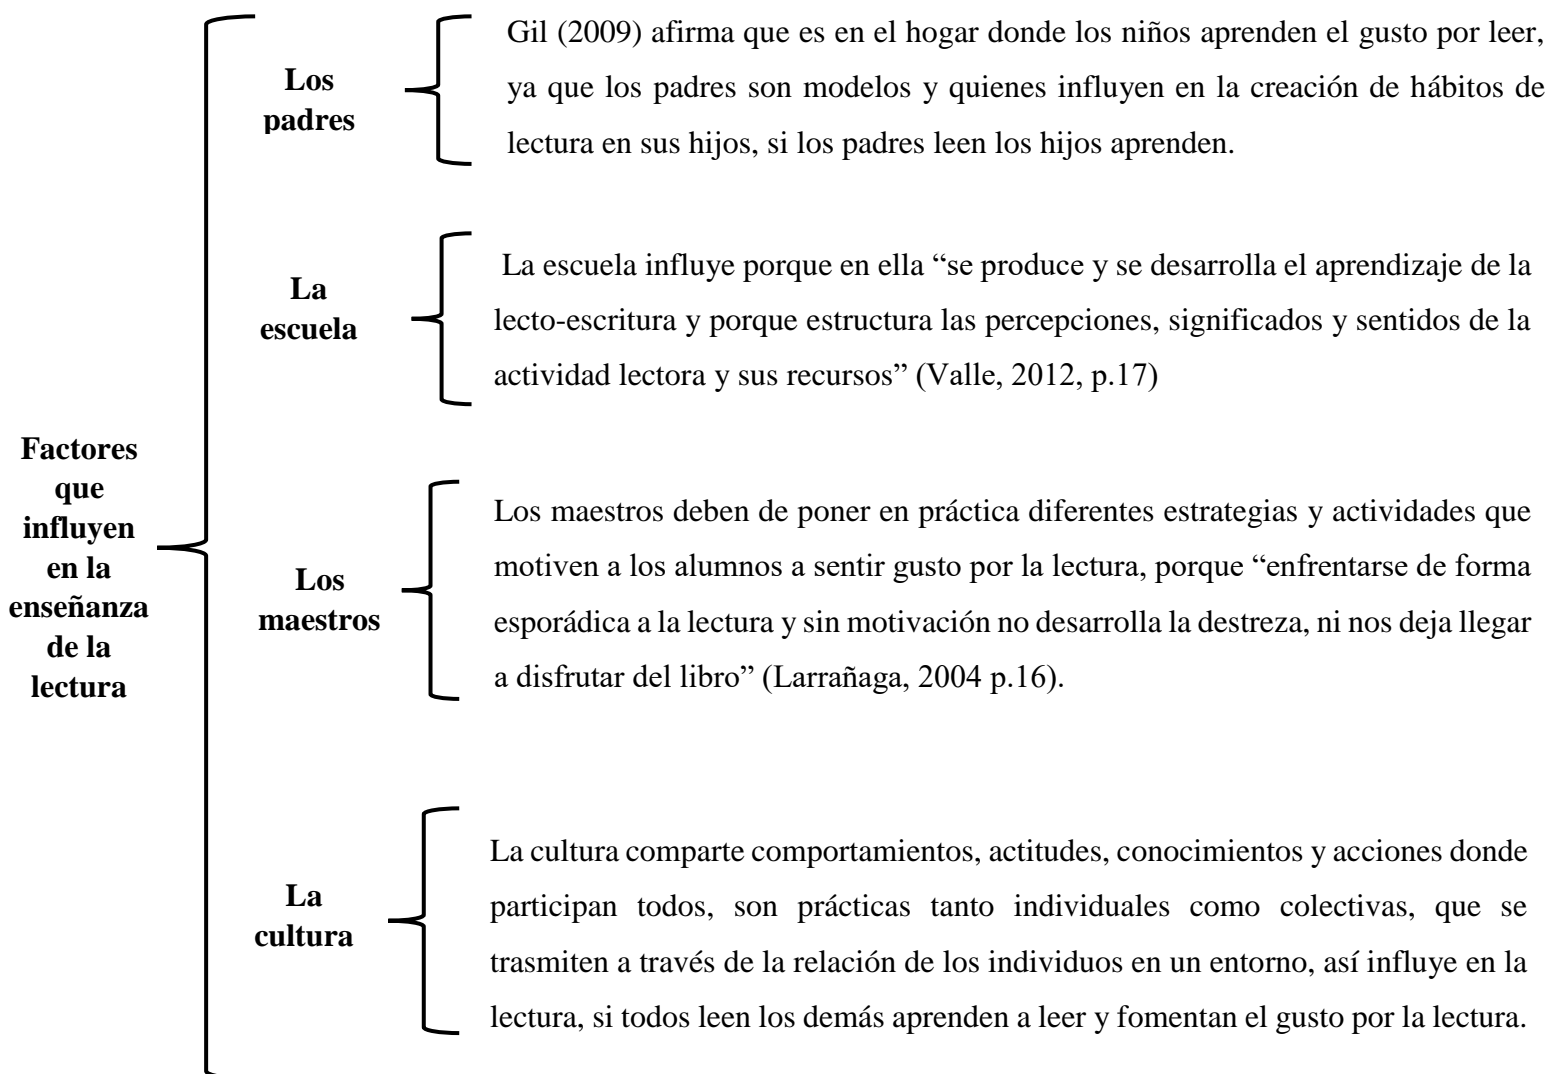 Factores
que
influyen
en la
enseñanza
de la
lectura
Los
padres
Gil (2009) afirma que es en el hogar donde los niños aprenden el gusto por leer,
ya que los padres son modelos y quienes influyen en la creación de hábitos de
lectura en sus hijos, si los padres leen los hijos aprenden.
La
escuela
La escuela influye porque en ella “se produce y se desarrolla el aprendizaje de la
lecto-escritura y porque estructura las percepciones, significados y sentidos de la
actividad lectora y sus recursos” (Valle, 2012, p.17)
Los
maestros
Los maestros deben de poner en práctica diferentes estrategias y actividades que
motiven a los alumnos a sentir gusto por la lectura, porque “enfrentarse de forma
esporádica a la lectura y sin motivación no desarrolla la destreza, ni nos deja llegar
a disfrutar del libro” (Larrañaga, 2004 p.16).
La
cultura
La cultura comparte comportamientos, actitudes, conocimientos y acciones donde
participan todos, son prácticas tanto individuales como colectivas, que se
trasmiten a través de la relación de los individuos en un entorno, así influye en la
lectura, si todos leen los demás aprenden a leer y fomentan el gusto por la lectura.